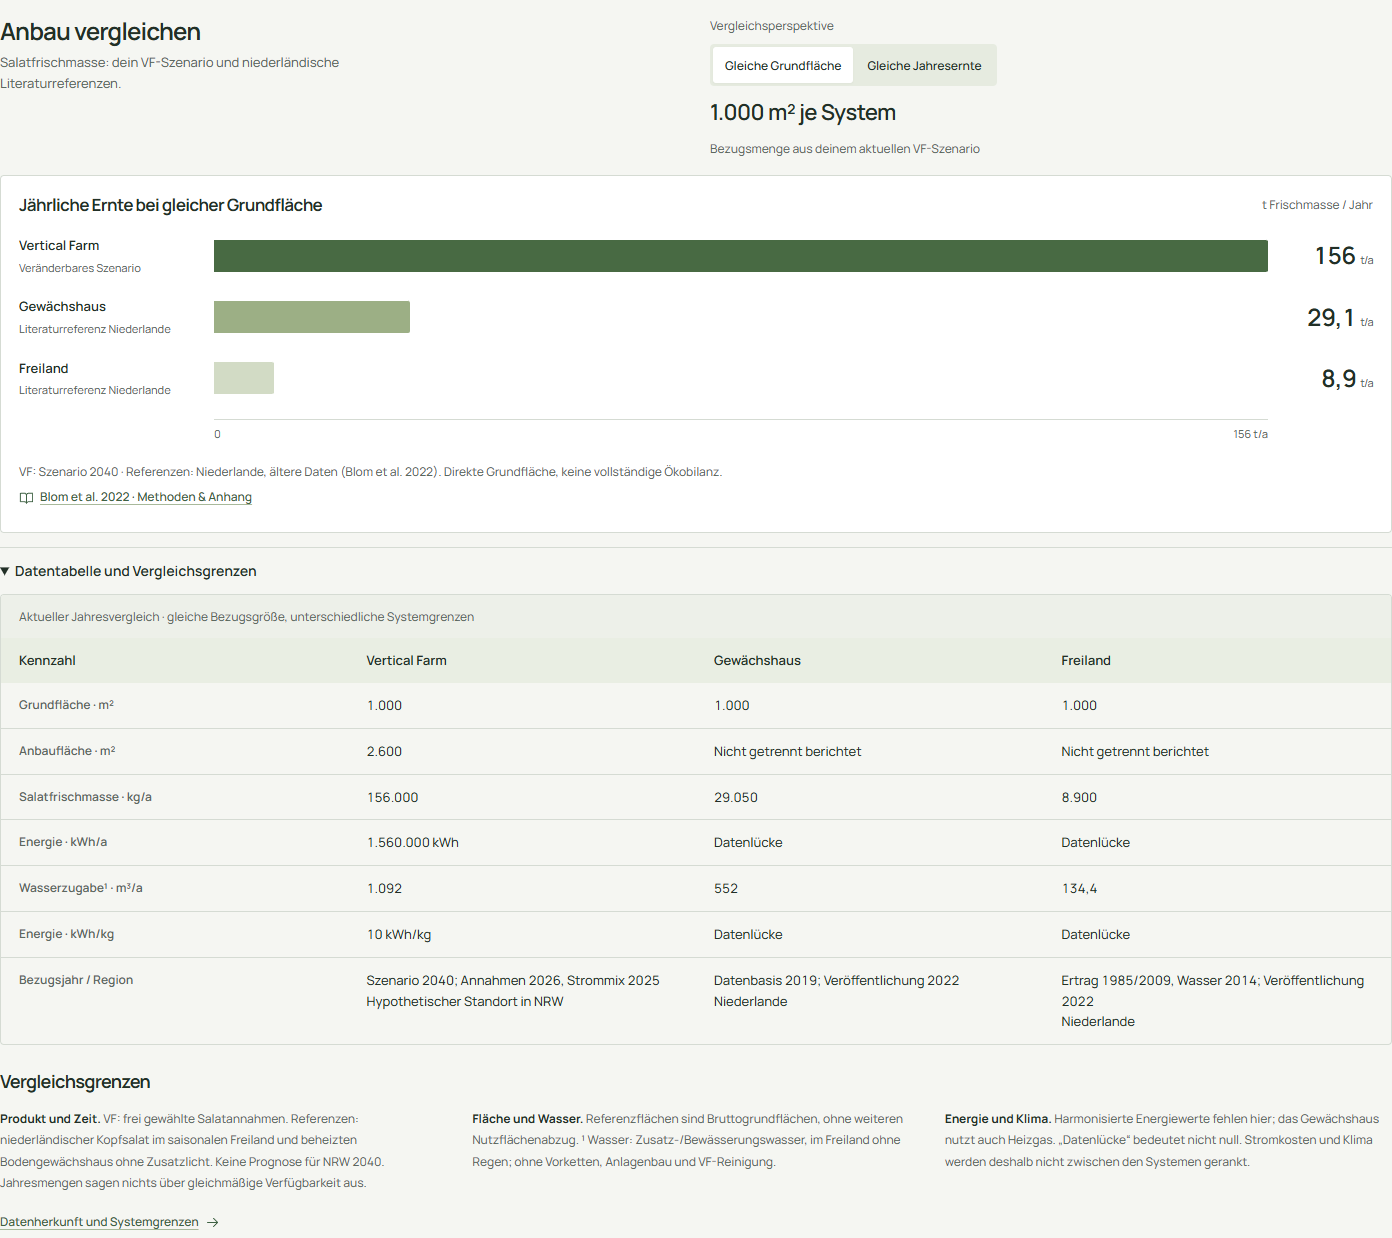 Anbau vergleichen
Salatfrischmasse: dein VF-Szenario und niederländische
Literaturreferenzen.
Vergleichsperspektive
Gleiche Grundfläche
Gleiche Jahresernte
1.000 m² je System
Bezugsmenge aus deinem aktuellen VF-Szenario
Jährliche Ernte bei gleicher Grundfläche
t Frischmasse / Jahr
Vertical Farm
Veränderbares Szenario
156 t/a
Gewächshaus
Literaturreferenz Niederlande
29,1 t/a
Freiland
Literaturreferenz Niederlande
8,9 t/a
0
156 t/a
VF: Szenario 2040 · Referenzen: Niederlande, ältere Daten (Blom et al. 2022). Direkte Grundfläche, keine vollständige Ökobilanz.
Blom et al. 2022 · Methoden & Anhang
▼ Datentabelle und Vergleichsgrenzen
Aktueller Jahresvergleich · gleiche Bezugsgröße, unterschiedliche Systemgrenzen
Kennzahl Vertical Farm Gewächshaus Freiland
Grundfläche · m² 1.000 1.000 1.000
Anbaufläche · m² 2.600 Nicht getrennt berichtet Nicht getrennt berichtet
Salatfrischmasse · kg/a 156.000 29.050 8.900
Energie · kWh/a 1.560.000 kWh Datenlücke Datenlücke
Wasserzugabe¹ · m³/a 1.092 552 134,4
Energie · kWh/kg 10 kWh/kg Datenlücke Datenlücke
Bezugsjahr / Region
Szenario 2040; Annahmen 2026, Strommix 2025
Hypothetischer Standort in NRW
Datenbasis 2019; Veröffentlichung 2022
Niederlande
Ertrag 1985/2009, Wasser 2014; Veröffentlichung
2022
Niederlande
Vergleichsgrenzen
Produkt und Zeit. VF: frei gewählte Salatannahmen. Referenzen:
niederländischer Kopfsalat im saisonalen Freiland und beheizten
Bodengewächshaus ohne Zusatzlicht. Keine Prognose für NRW 2040.
Jahresmengen sagen nichts über gleichmäßige Verfügbarkeit aus.
Fläche und Wasser. Referenzflächen sind Bruttogrundflächen, ohne weiteren
Nutzflächenabzug. ¹ Wasser: Zusatz-/Bewässerungswasser, im Freiland ohne
Regen; ohne Vorketten, Anlagenbau und VF-Reinigung.
Energie und Klima. Harmonisierte Energiewerte fehlen hier; das Gewächshaus
nutzt auch Heizgas. „Datenlücke“ bedeutet nicht null. Stromkosten und Klima
werden deshalb nicht zwischen den Systemen gerankt.
Datenherkunft und Systemgrenzen →